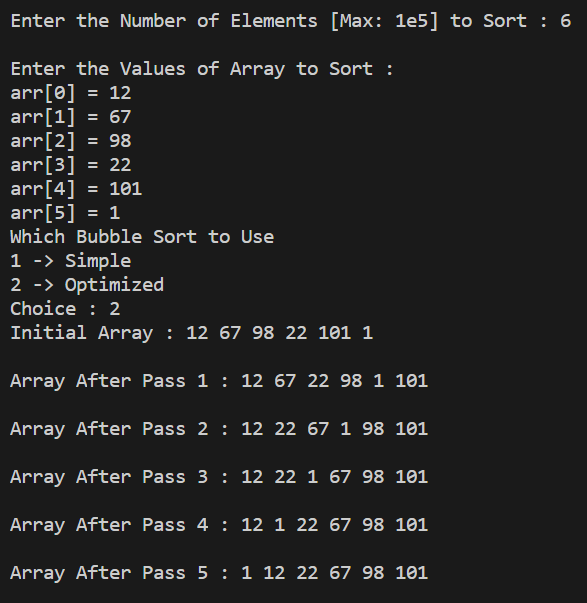 Enter the Number of Elements [Max: 1e5] to Sort : 6
Enter the Values of Array to Sort :
arr[0] = 12
arr[1] = 67
arr[2] = 98
arr[3] = 22
arr[4] = 101
arr[5] = 1
Which Bubble Sort to Use
1 -> Simple
2 -> Optimized
Choice : 2
Initial Array : 12 67 98 22 101 1
Array After Pass 1 : 12 67 22 98 1 101
Array After Pass 2 : 12 22 67 1 98 101
Array After Pass 3 : 12 22 1 67 98 101
Array After Pass 4 : 12 1 22 67 98 101
Array After Pass 5 : 1 12 22 67 98 101